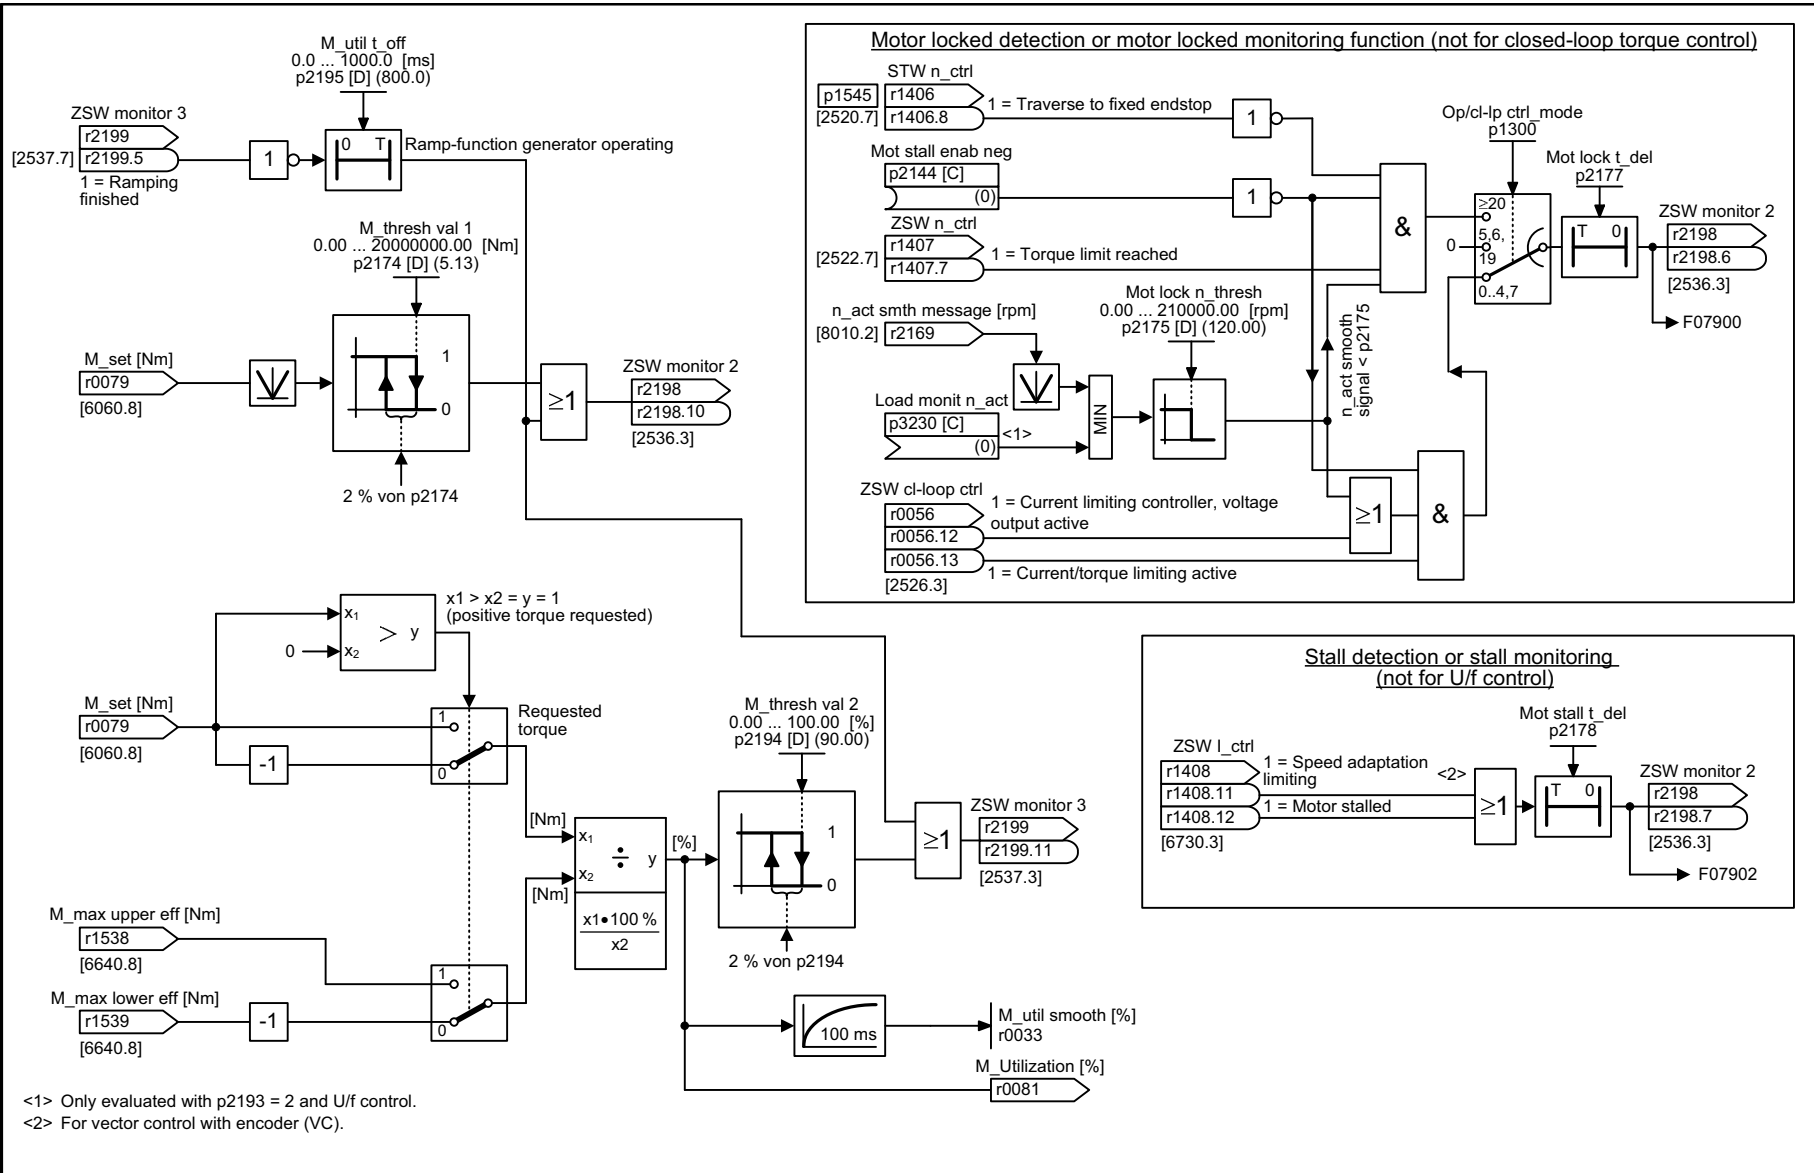 M_util t_off
0.0 ... 1000.0 [ms]
p2195 [D] (800.0)
ZSW monitor 3
r2199
[2537.7]
r2199.5
1 = Ramping
finished
1
0 T
Ramp-function generator operating
M_thresh val 1
0.00 ... 20000000.00 [Nm]
p2174 [D] (5.13)
M_set [Nm]
r0079
[6060.8]
1
0
2 % von p2174
≥1
ZSW monitor 2
r2198
r2198.10
[2536.3]
Motor locked detection or motor locked monitoring function (not for closed-loop torque control)
STW n_ctrl
p1545
r1406
[2520.7]
r1406.8
1 = Traverse to fixed endstop
1
Mot stall enab neg
p2144 [C]
(0)
1
ZSW n_ctrl
r1407
[2522.7]
r1407.7
1 = Torque limit reached
n_act smth message [rpm]
[8010.2]
r2169
Mot lock n_thresh
0.00 ... 210000.00 [rpm]
p2175 [D] (120.00)
Load monit n_act
p3230 [C]
(0)
<1>
MIN
n_act smooth
signal < p2175
ZSW cl-loop ctrl
r0056
r0056.12
r0056.13
[2526.3]
1 = Current limiting controller, voltage
output active
1 = Current/torque limiting active
≥1
&
&
Op/cl-lp ctrl_mode
p1300
≥20
0
5,6,
19
0..4,7
Mot lock t_del
p2177
T 0
ZSW monitor 2
r2198
r2198.6
[2536.3]
F07900
x1 > x2 = y = 1
(positive torque requested)
x1
> y
0
x2
M_set [Nm]
r0079
[6060.8]
-1
1
0
Requested
torque
M_max upper eff [Nm]
r1538
[6640.8]
M_max lower eff [Nm]
r1539
[6640.8]
-1
1
0
[Nm]
x1
÷ y
x2
[Nm]
x1•100 %
x2
[%]
M_thresh val 2
0.00 ... 100.00 [%]
p2194 [D] (90.00)
1
0
2 % von p2194
≥1
ZSW monitor 3
r2199
r2199.11
[2537.3]
100 ms
M_util smooth [%]
r0033
M_Utilization [%]
r0081
Stall detection or stall monitoring
(not for U/f control)
ZSW I_ctrl
r1408
r1408.11
r1408.12
[6730.3]
1 = Speed adaptation
limiting
1 = Motor stalled
<2>
≥1
Mot stall t_del
p2178
T 0
ZSW monitor 2
r2198
r2198.7
[2536.3]
F07902
<1> Only evaluated with p2193 = 2 and U/f control.
<2> For vector control with encoder (VC).